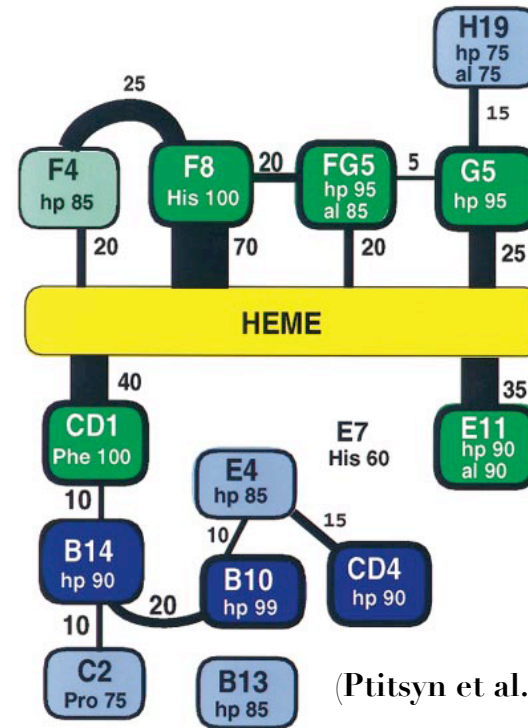 H19
hp 75
al 75
25
15
F4
hp 85
F8
His 100
20
FG5
hp 95
al 85
5
G5
hp 95
20
70
20
25
HEME
40
35
CD1
Phe 100
E7
His 60
E11
hp 90
al 90
10
E4
hp 85
10
15
B14
hp 90
B10
hp 99
CD4
hp 90
20
10
C2
Pro 75
B13
hp 85
(Ptitsyn et al.